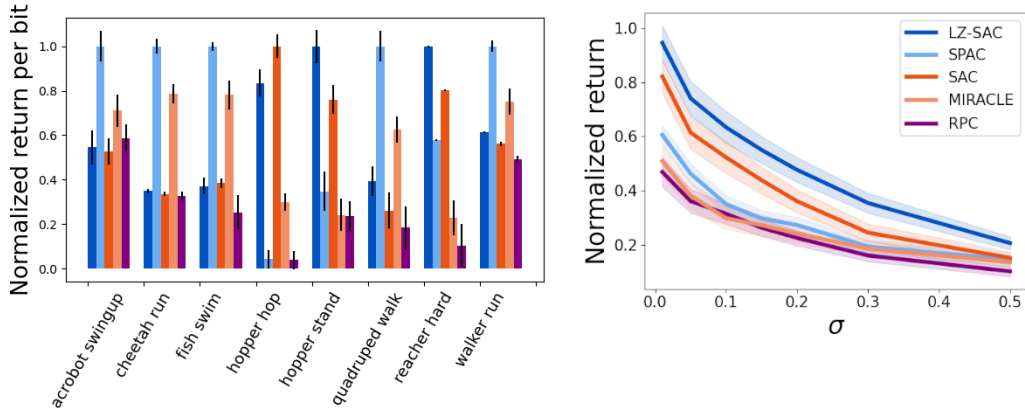 Normalized return per bit
1.0
0.8
0.6
0.4
0.2
0.0
acrobot swingup
cheetah run
fish swim
hopper hop
hopper stand
quadruped walk
reacher hard
walker run
Normalized return
1.0
0.8
0.6
0.4
0.2
0.0
0.1
0.2
0.3
0.4
0.5
σ
LZ-SAC
SPAC
SAC
MIRACLE
RPC